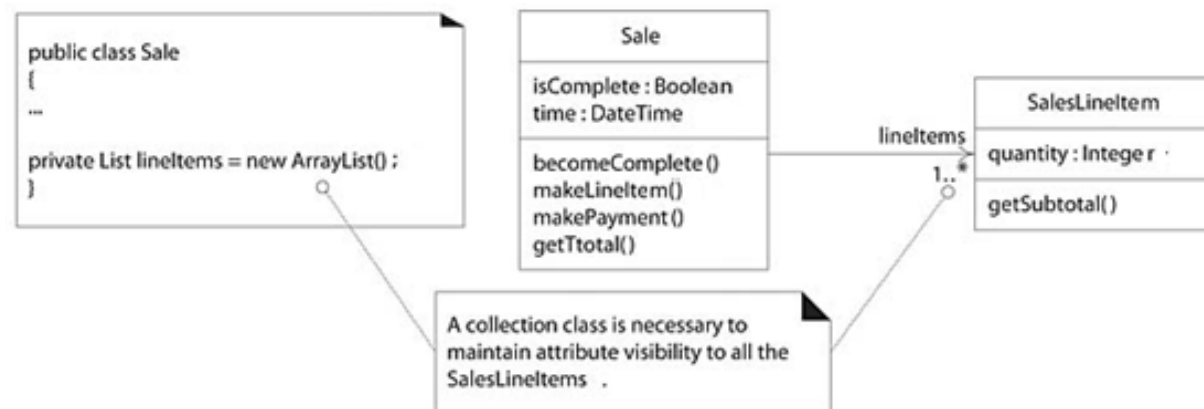 public class Sale
{
...
private List lineItems = new ArrayList();
}
Sale
isComplete : Boolean
time : DateTime
becomeComplete()
makeLineItem()
makePayment()
getTtotal()
lineItems
1..*
SalesLineItem
quantity : Integer
getSubtotal()
A collection class is necessary to
maintain attribute visibility to all the
SalesLineItems .